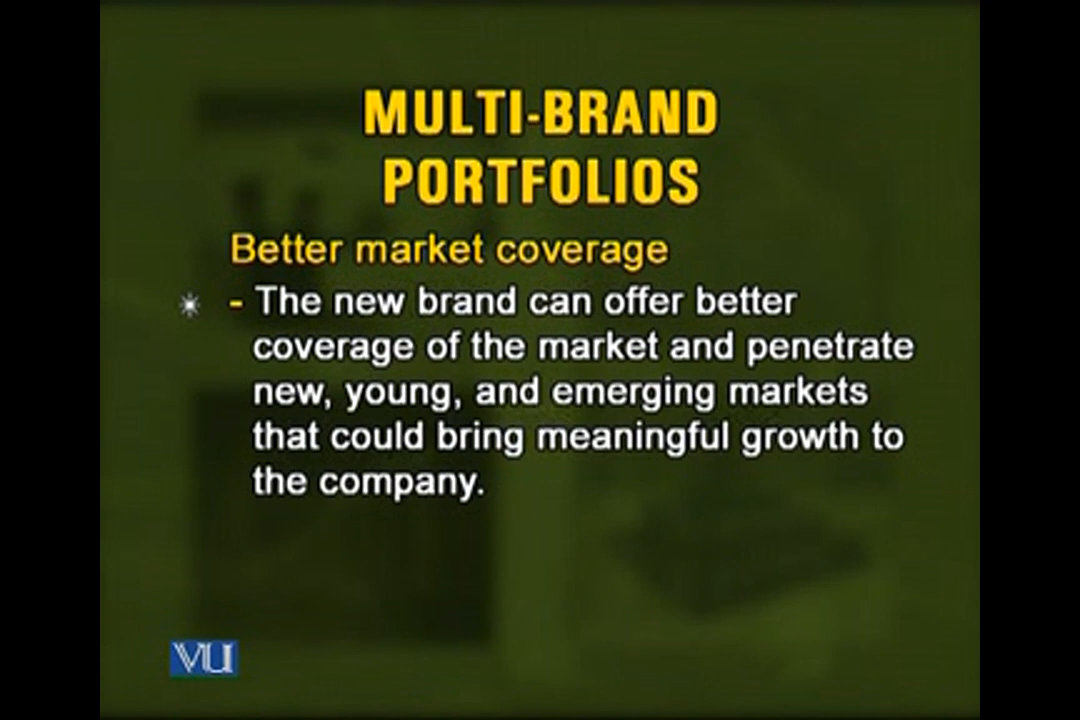 MULTI-BRAND
PORTFOLIOS
Better market coverage
- The new brand can offer better
coverage of the market and penetrate
new, young, and emerging markets
that could bring meaningful growth to
the company.
VU